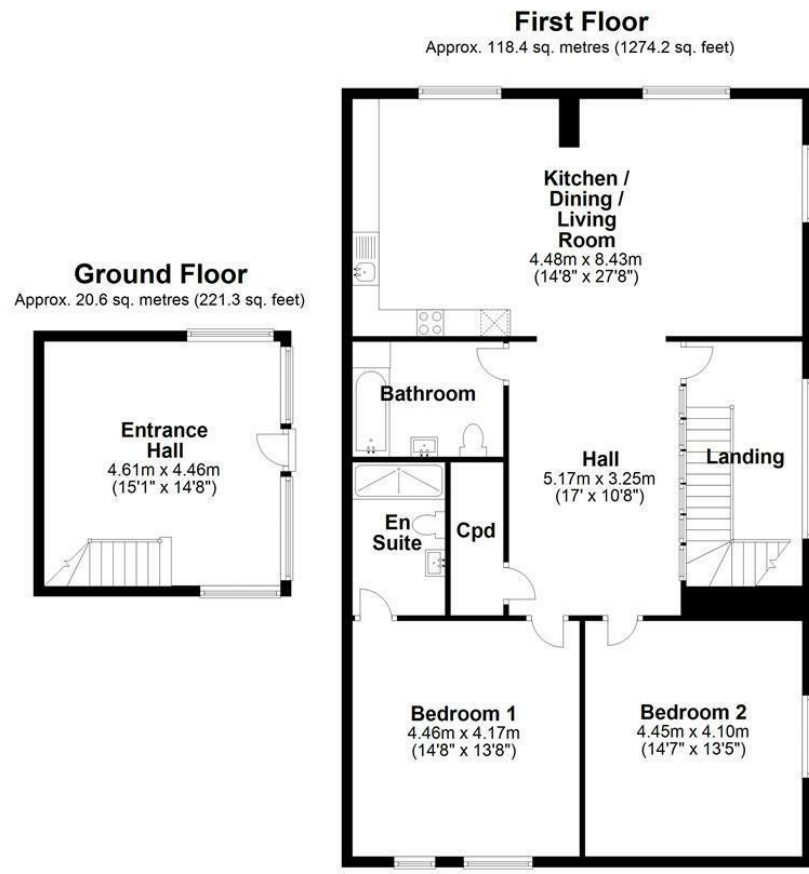 First Floor
Approx. 118.4 sq. metres (1274.2 sq. feet)
Kitchen /
Dining /
Living
Room
4.48m x 8.43m
(14'8" x 27'8")
Ground Floor
Approx. 20.6 sq. metres (221.3 sq. feet)
Entrance
Hall
4.61m x 4.46m
(15'1" x 14'8")
Bathroom
Hall
5.17m x 3.25m
(17' x 10'8")
Landing
En
Suite
Cpd
Bedroom 1
4.46m x 4.17m
(14'8" x 13'8")
Bedroom 2
4.45m x 4.10m
(14'7" x 13'5")